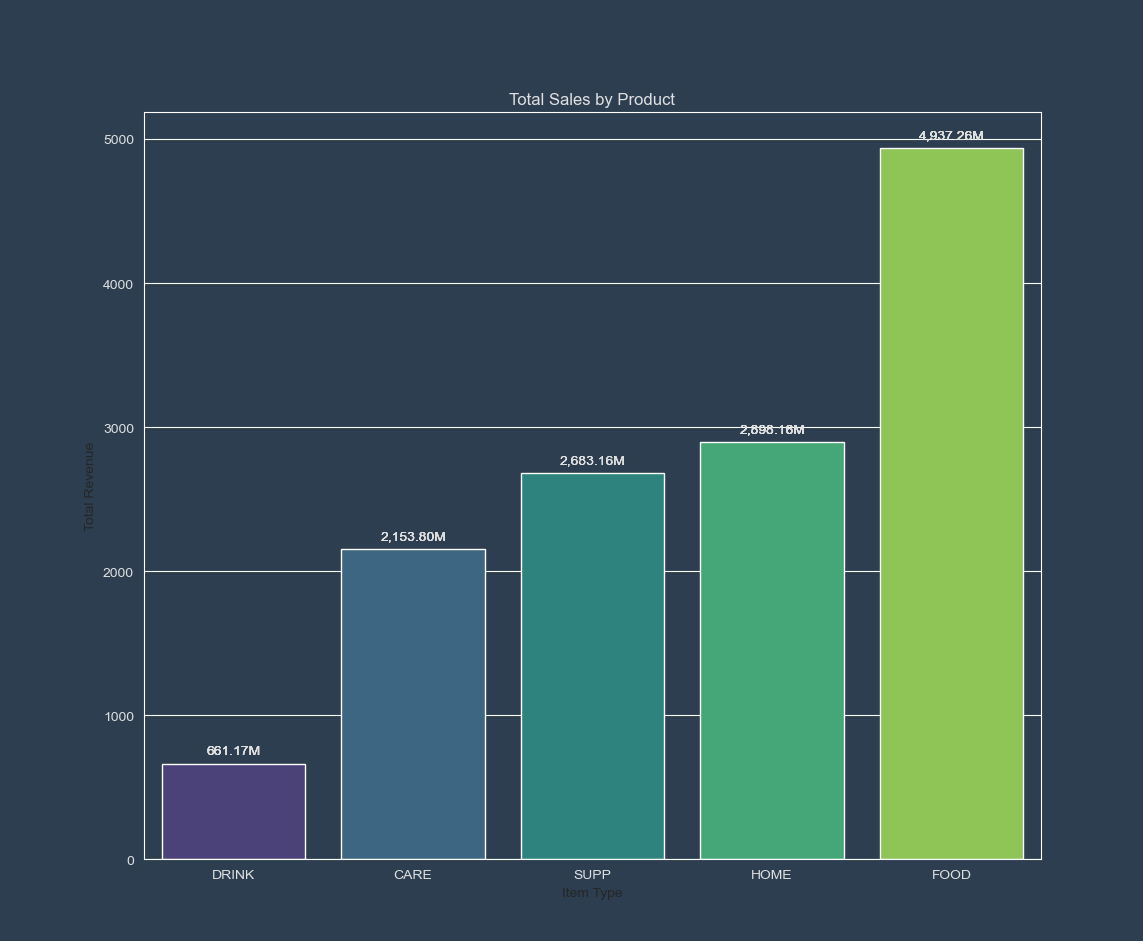 Total Sales by Product
5000
4000
3000
2000
1000
0
Total Revenue
661.17M
2,153.80M
2,683.16M
2,898.16M
4,937.26M
DRINK
CARE
SUPP
HOME
FOOD
Item Type